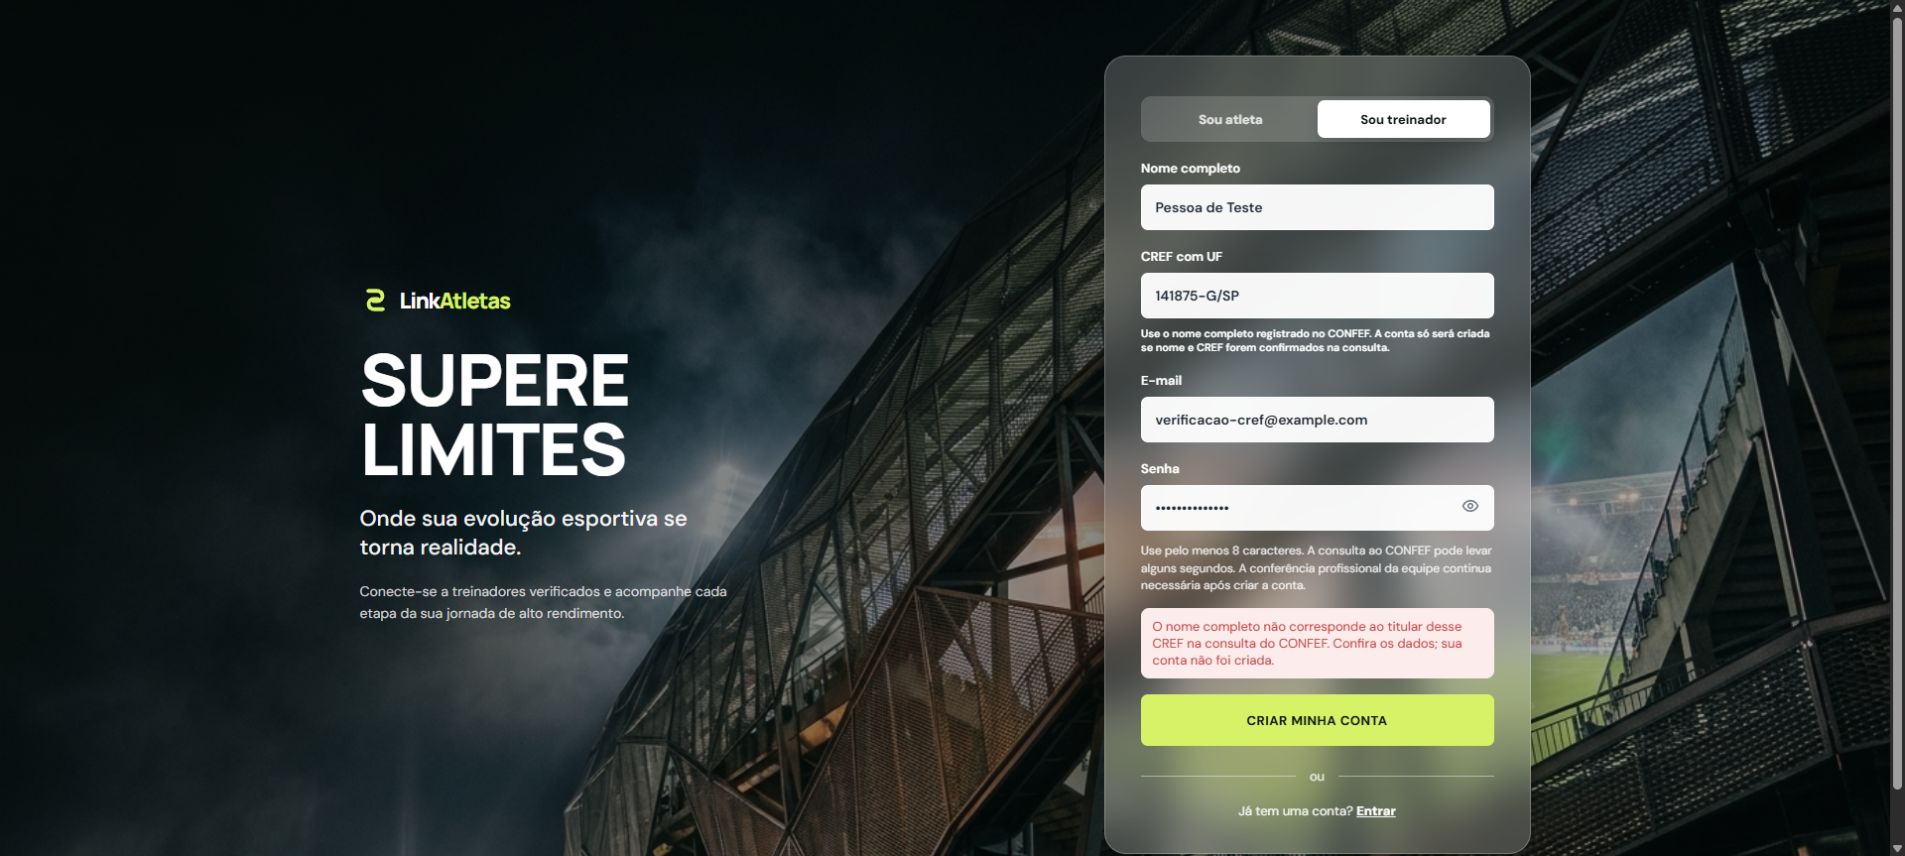 LinkAtletas
SUPERE
LIMITES
Onde sua evolução esportiva se
torna realidade.
Conecte-se a treinadores verificados e acompanhe cada
etapa da sua jornada de alto rendimento.
Sou atleta
Sou treinador
Nome completo
Pessoa de Teste
CREF com UF
141875-G/SP
Use o nome completo registrado no CONFEF. A conta só será criada
se nome e CREF forem confirmados na consulta.
E-mail
verificacao-cref@example.com
Senha
••••••••••••••
Use pelo menos 8 caracteres. A consulta ao CONFEF pode levar
alguns segundos. A conferência profissional da equipe continua
necessária após criar a conta.
O nome completo não corresponde ao titular desse
CREF na consulta do CONFEF. Confira os dados; sua
conta não foi criada.
CRIAR MINHA CONTA
ou
Já tem uma conta? Entrar